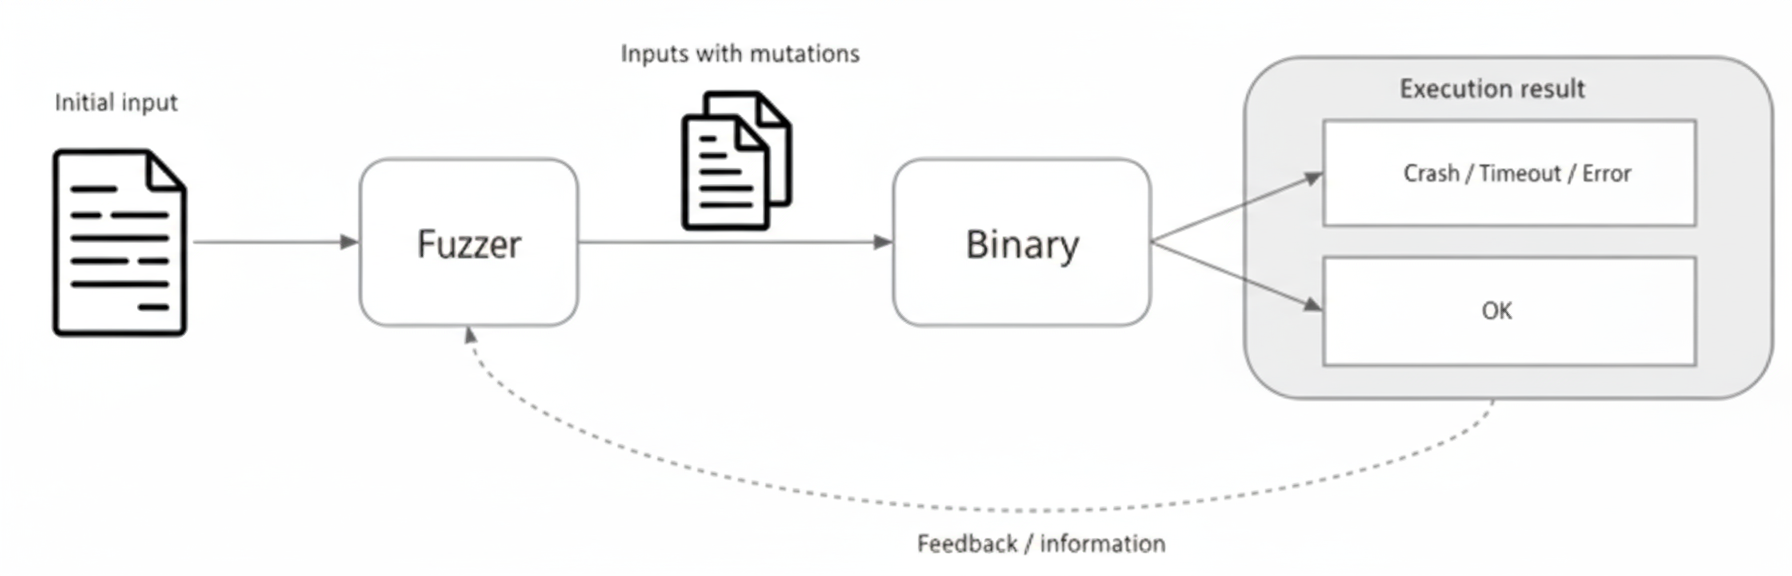 Initial input
Fuzzer
Inputs with mutations
Binary
Execution result
Crash / Timeout / Error
OK
Feedback / information